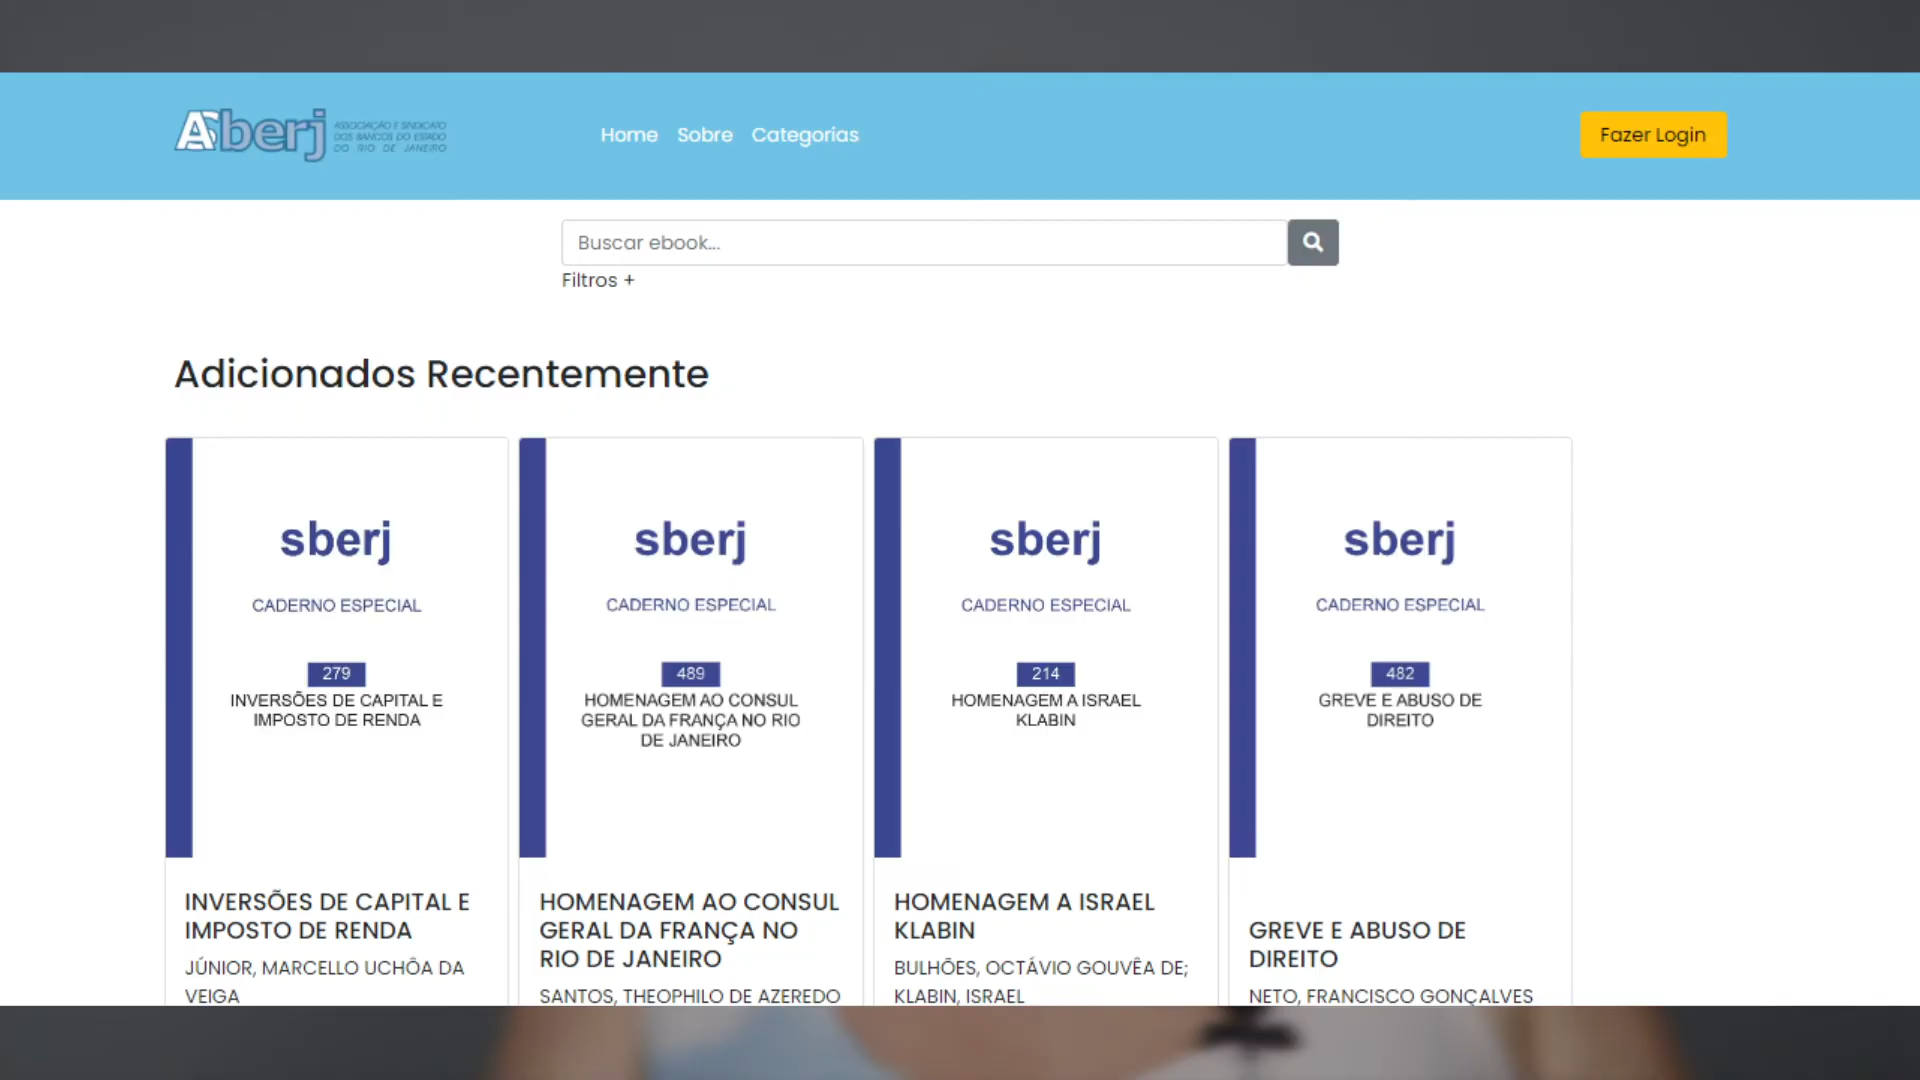 ASberj
ASSOCIAÇÃO E SINDICATO
DOS BANCOS DO ESTADO
DO RIO DE JANEIRO
Home Sobre Categorias
Fazer Login
Buscar ebook...
Filtros +
Adicionados Recentemente
sberj
CADERNO ESPECIAL
279
INVERSÕES DE CAPITAL E
IMPOSTO DE RENDA
sberj
CADERNO ESPECIAL
489
HOMENAGEM AO CONSUL
GERAL DA FRANÇA NO RIO
DE JANEIRO
sberj
CADERNO ESPECIAL
214
HOMENAGEM A ISRAEL
KLABIN
sberj
CADERNO ESPECIAL
482
GREVE E ABUSO DE
DIREITO
INVERSÕES DE CAPITAL E
IMPOSTO DE RENDA
JÚNIOR, MARCELLO UCHÔA DA
VEIGA
HOMENAGEM AO CONSUL
GERAL DA FRANÇA NO
RIO DE JANEIRO
SANTOS, THEOPHILO DE AZEREDO
HOMENAGEM A ISRAEL
KLABIN
BULHÕES, OCTÁVIO GOUVÊA DE;
KLABIN, ISRAEL
GREVE E ABUSO DE
DIREITO
NETO, FRANCISCO GONÇALVES